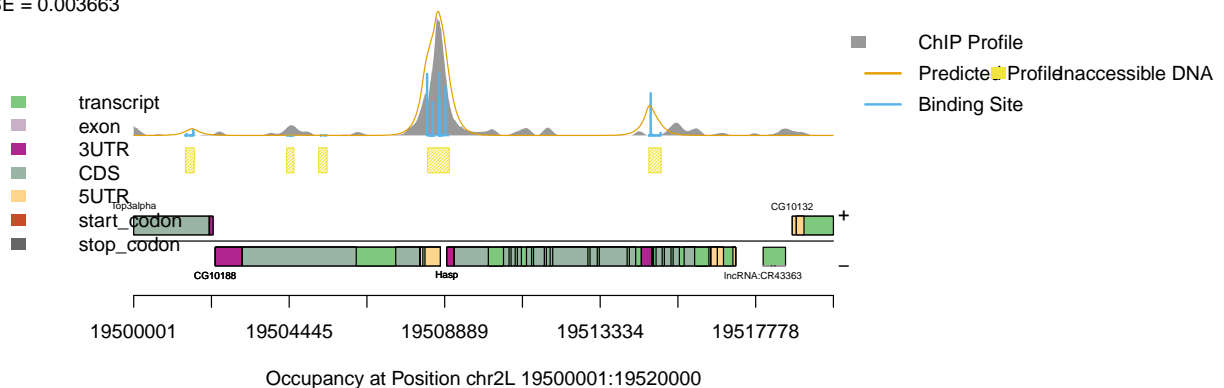 SE = 0.003663
ChIP Profile
Predicted Profile
Inaccessible DNA
Binding Site
transcript
exon
3UTR
CDS
5UTR
start_codon
stop_codon
Top3alpha
CG10132
+
CG10188
Hasp
lncRNA:CR43363
−
19500001 19504445 19508889 19513334 19517778
Occupancy at Position chr2L 19500001:19520000